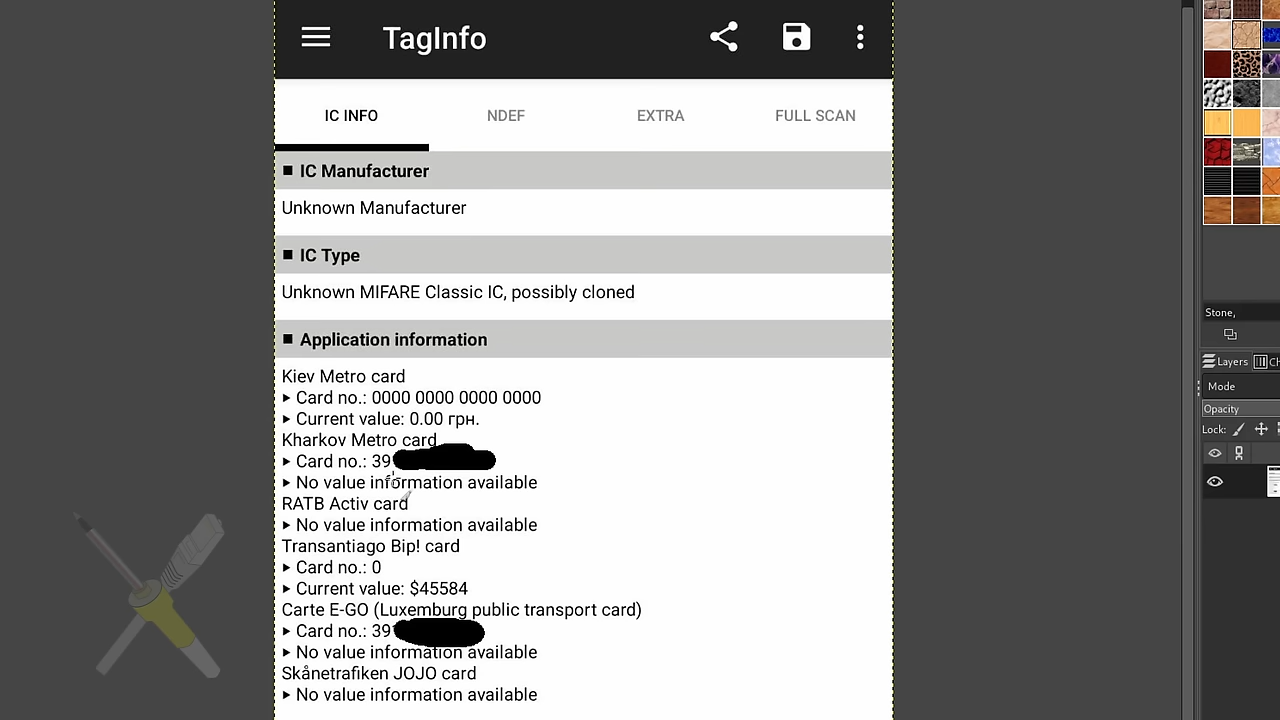 TagInfo
IC INFO
NDEF
EXTRA
FULL SCAN
■ IC Manufacturer
Unknown Manufacturer
■ IC Type
Unknown MIFARE Classic IC, possibly cloned
■ Application information
Kiev Metro card
▸ Card no.: 0000 0000 0000 0000
▸ Current value: 0.00 грн.
Kharkov Metro card
▸ Card no.: 39
▸ No value information available
RATB Activ card
▸ No value information available
Transantiago Bip! card
▸ Card no.: 0
▸ Current value: $45584
Carte E-GO (Luxemburg public transport card)
▸ Card no.: 39
▸ No value information available
Skånetrafiken JOJO card
▸ No value information available
Stone,
Layers
Mode
Opacity
Lock: